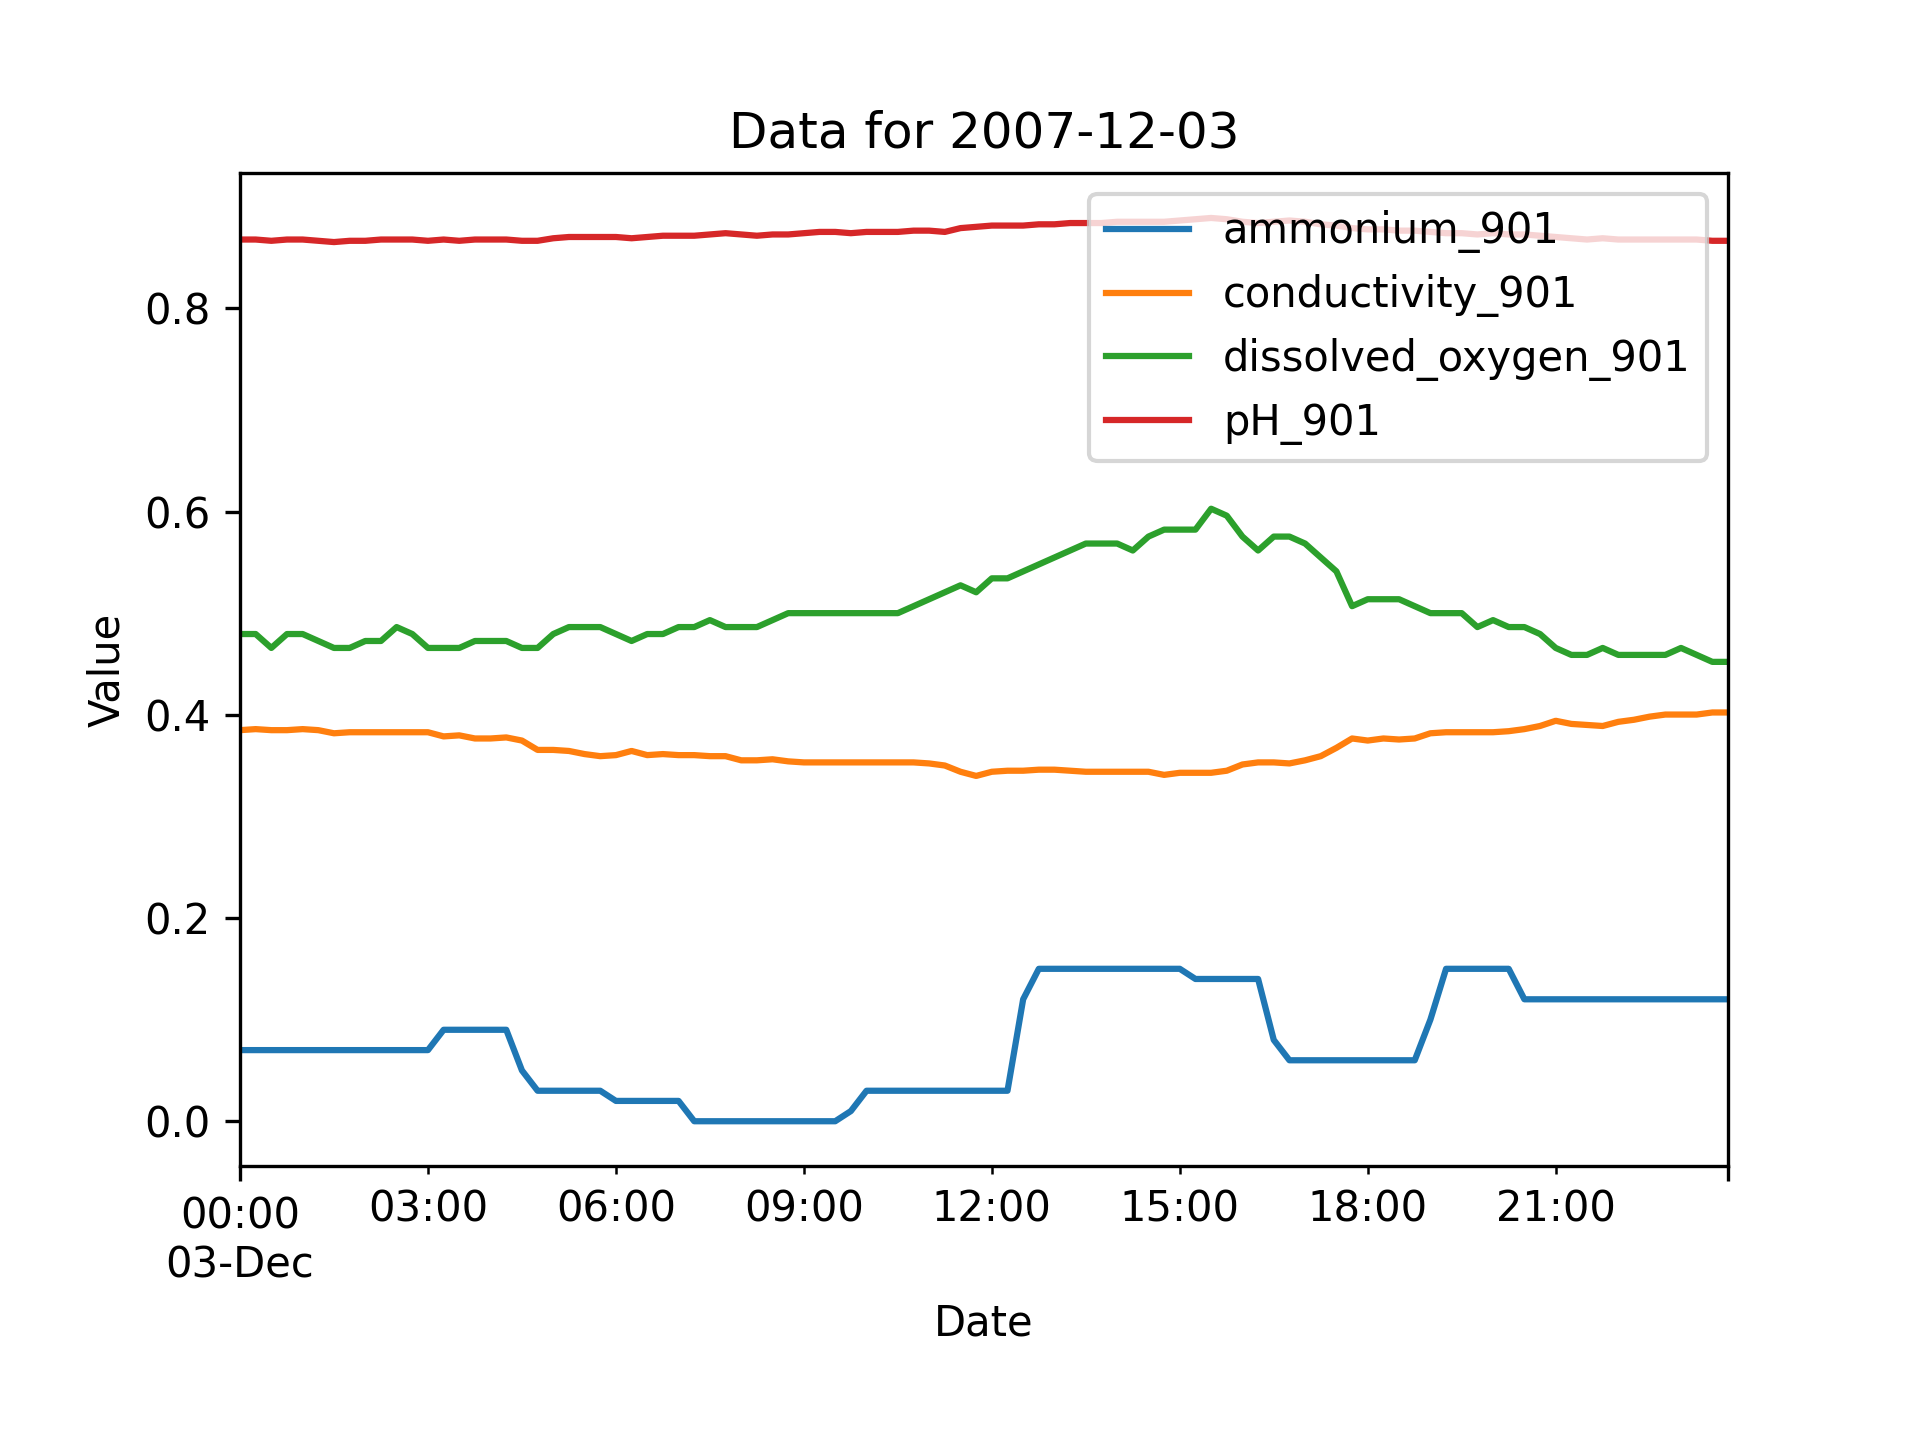 Data for 2007-12-03
ammonium_901
conductivity_901
dissolved_oxygen_901
pH_901
0.8
0.6
0.4
0.2
0.0
Value
00:00 03:00 06:00 09:00 12:00 15:00 18:00 21:00
03-Dec
Date